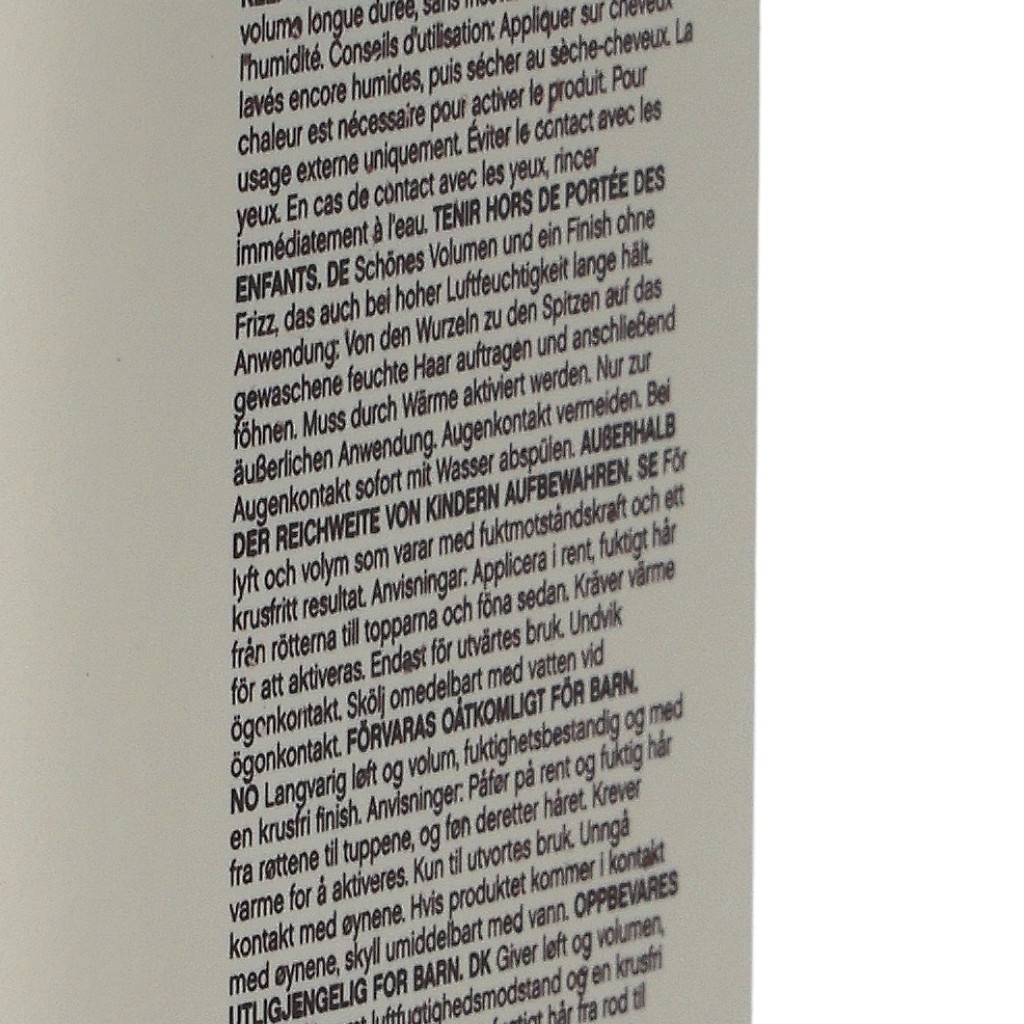 volume longue durée, sans
l'humidité. Conseils d'utilisation: Appliquer sur cheveux
lavés encore humides, puis sécher au sèche-cheveux. La
chaleur est nécessaire pour activer le produit. Pour
usage externe uniquement. Éviter le contact avec les
yeux. En cas de contact avec les yeux, rincer
immédiatement à l'eau. TENIR HORS DE PORTÉE DES
ENFANTS. DE Schönes Volumen und ein Finish ohne
Frizz, das auch bei hoher Luftfeuchtigkeit lange hält.
Anwendung: Von den Wurzeln zu den Spitzen auf das
gewaschene feuchte Haar auftragen und anschließend
föhnen. Muss durch Wärme aktiviert werden. Nur zur
äußerlichen Anwendung. Augenkontakt vermeiden. Bei
Augenkontakt sofort mit Wasser abspülen. AUßERHALB
DER REICHWEITE VON KINDERN AUFBEWAHREN. SE För
lyft och volym som varar med fuktmotståndskraft och ett
krusfritt resultat. Anvisningar: Applicera i rent, fuktigt hår
från rötterna till topparna och föna sedan. Kräver värme
för att aktiveras. Endast för utvärtes bruk. Undvik
ögonkontakt. Skölj omedelbart med vatten vid
ögonkontakt. FÖRVARAS OÅTKOMLIGT FÖR BARN.
NO Langvarig løft og volum, fuktighetsbestandig og med
en krusfri finish. Anvisninger: Påfør på rent og fuktig hår
fra røttene til tuppene, og føn deretter håret. Krever
varme for å aktiveres. Kun til utvortes bruk. Unngå
kontakt med øynene. Hvis produktet kommer i kontakt
med øynene, skyll umiddelbart med vann. OPPBEVARES
UTLIGJENGELIG FOR BARN. DK Giver løft og volumen,
luftfugtighedsmodstand og en krusfri
hår fra rod til